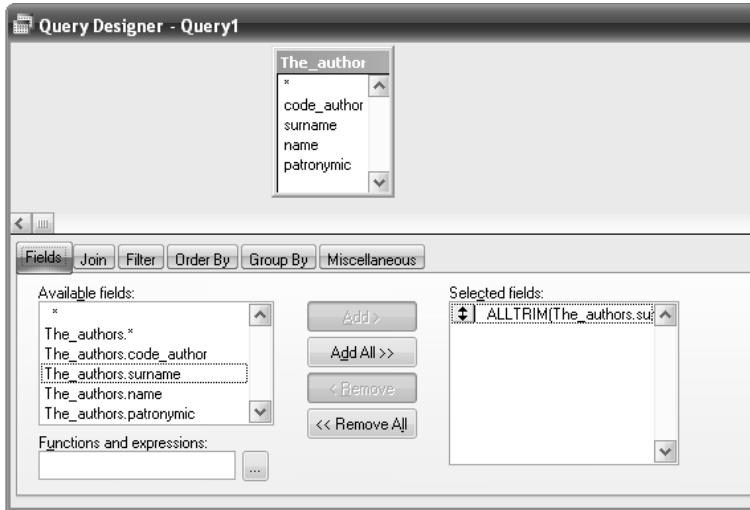 Query Designer - Query1
The_author
*
code_author
surname
name
patronymic
Fields Join Filter Order By Group By Miscellaneous
Available fields:
*
The_authors.*
The_authors.code_author
The_authors.surname
The_authors.name
The_authors.patronymic
Functions and expressions:
...
Add >
Add All >>
< Remove
<< Remove All
Selected fields:
ALLTRIM(The_authors.su